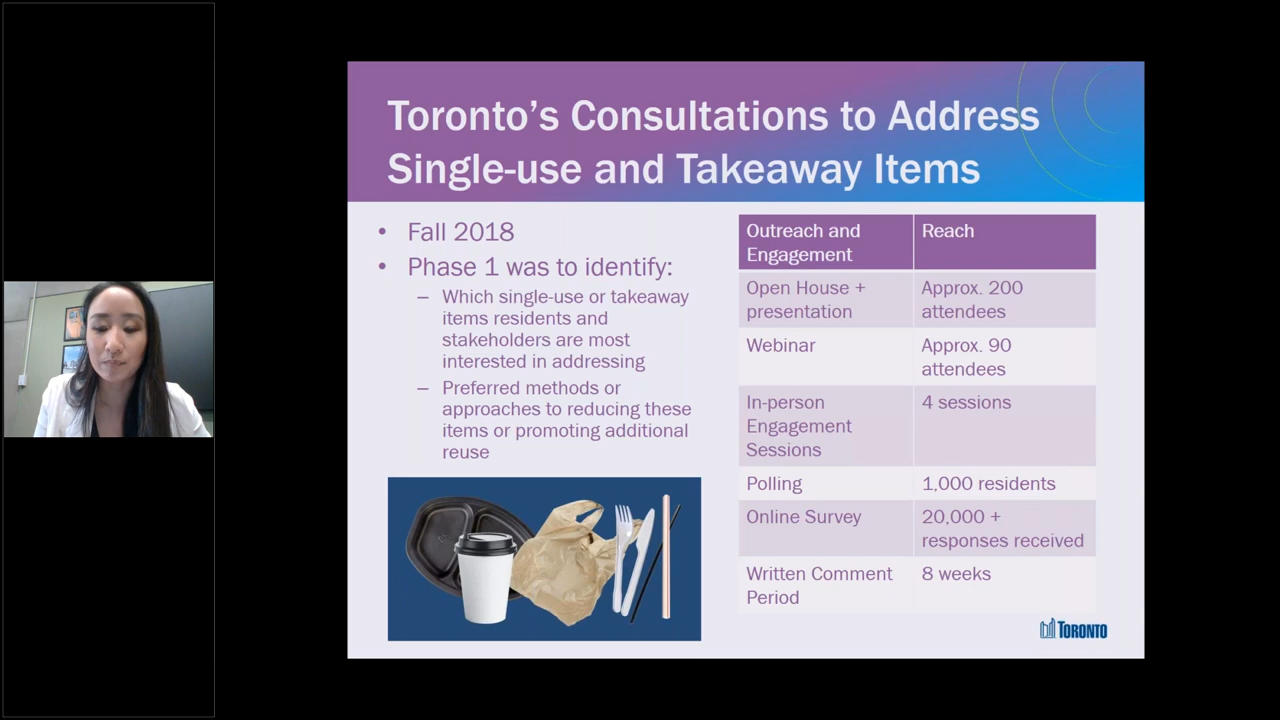 Toronto's Consultations to Address
Single-use and Takeaway Items
• Fall 2018
• Phase 1 was to identify:
– Which single-use or takeaway
items residents and
stakeholders are most
interested in addressing
– Preferred methods or
approaches to reducing these
items or promoting additional
reuse
Outreach and
Engagement
Reach
Open House +
presentation
Approx. 200
attendees
Webinar
Approx. 90
attendees
In-person
Engagement
Sessions
4 sessions
Polling
1,000 residents
Online Survey
20,000 +
responses received
Written Comment
Period
8 weeks
TORONTO